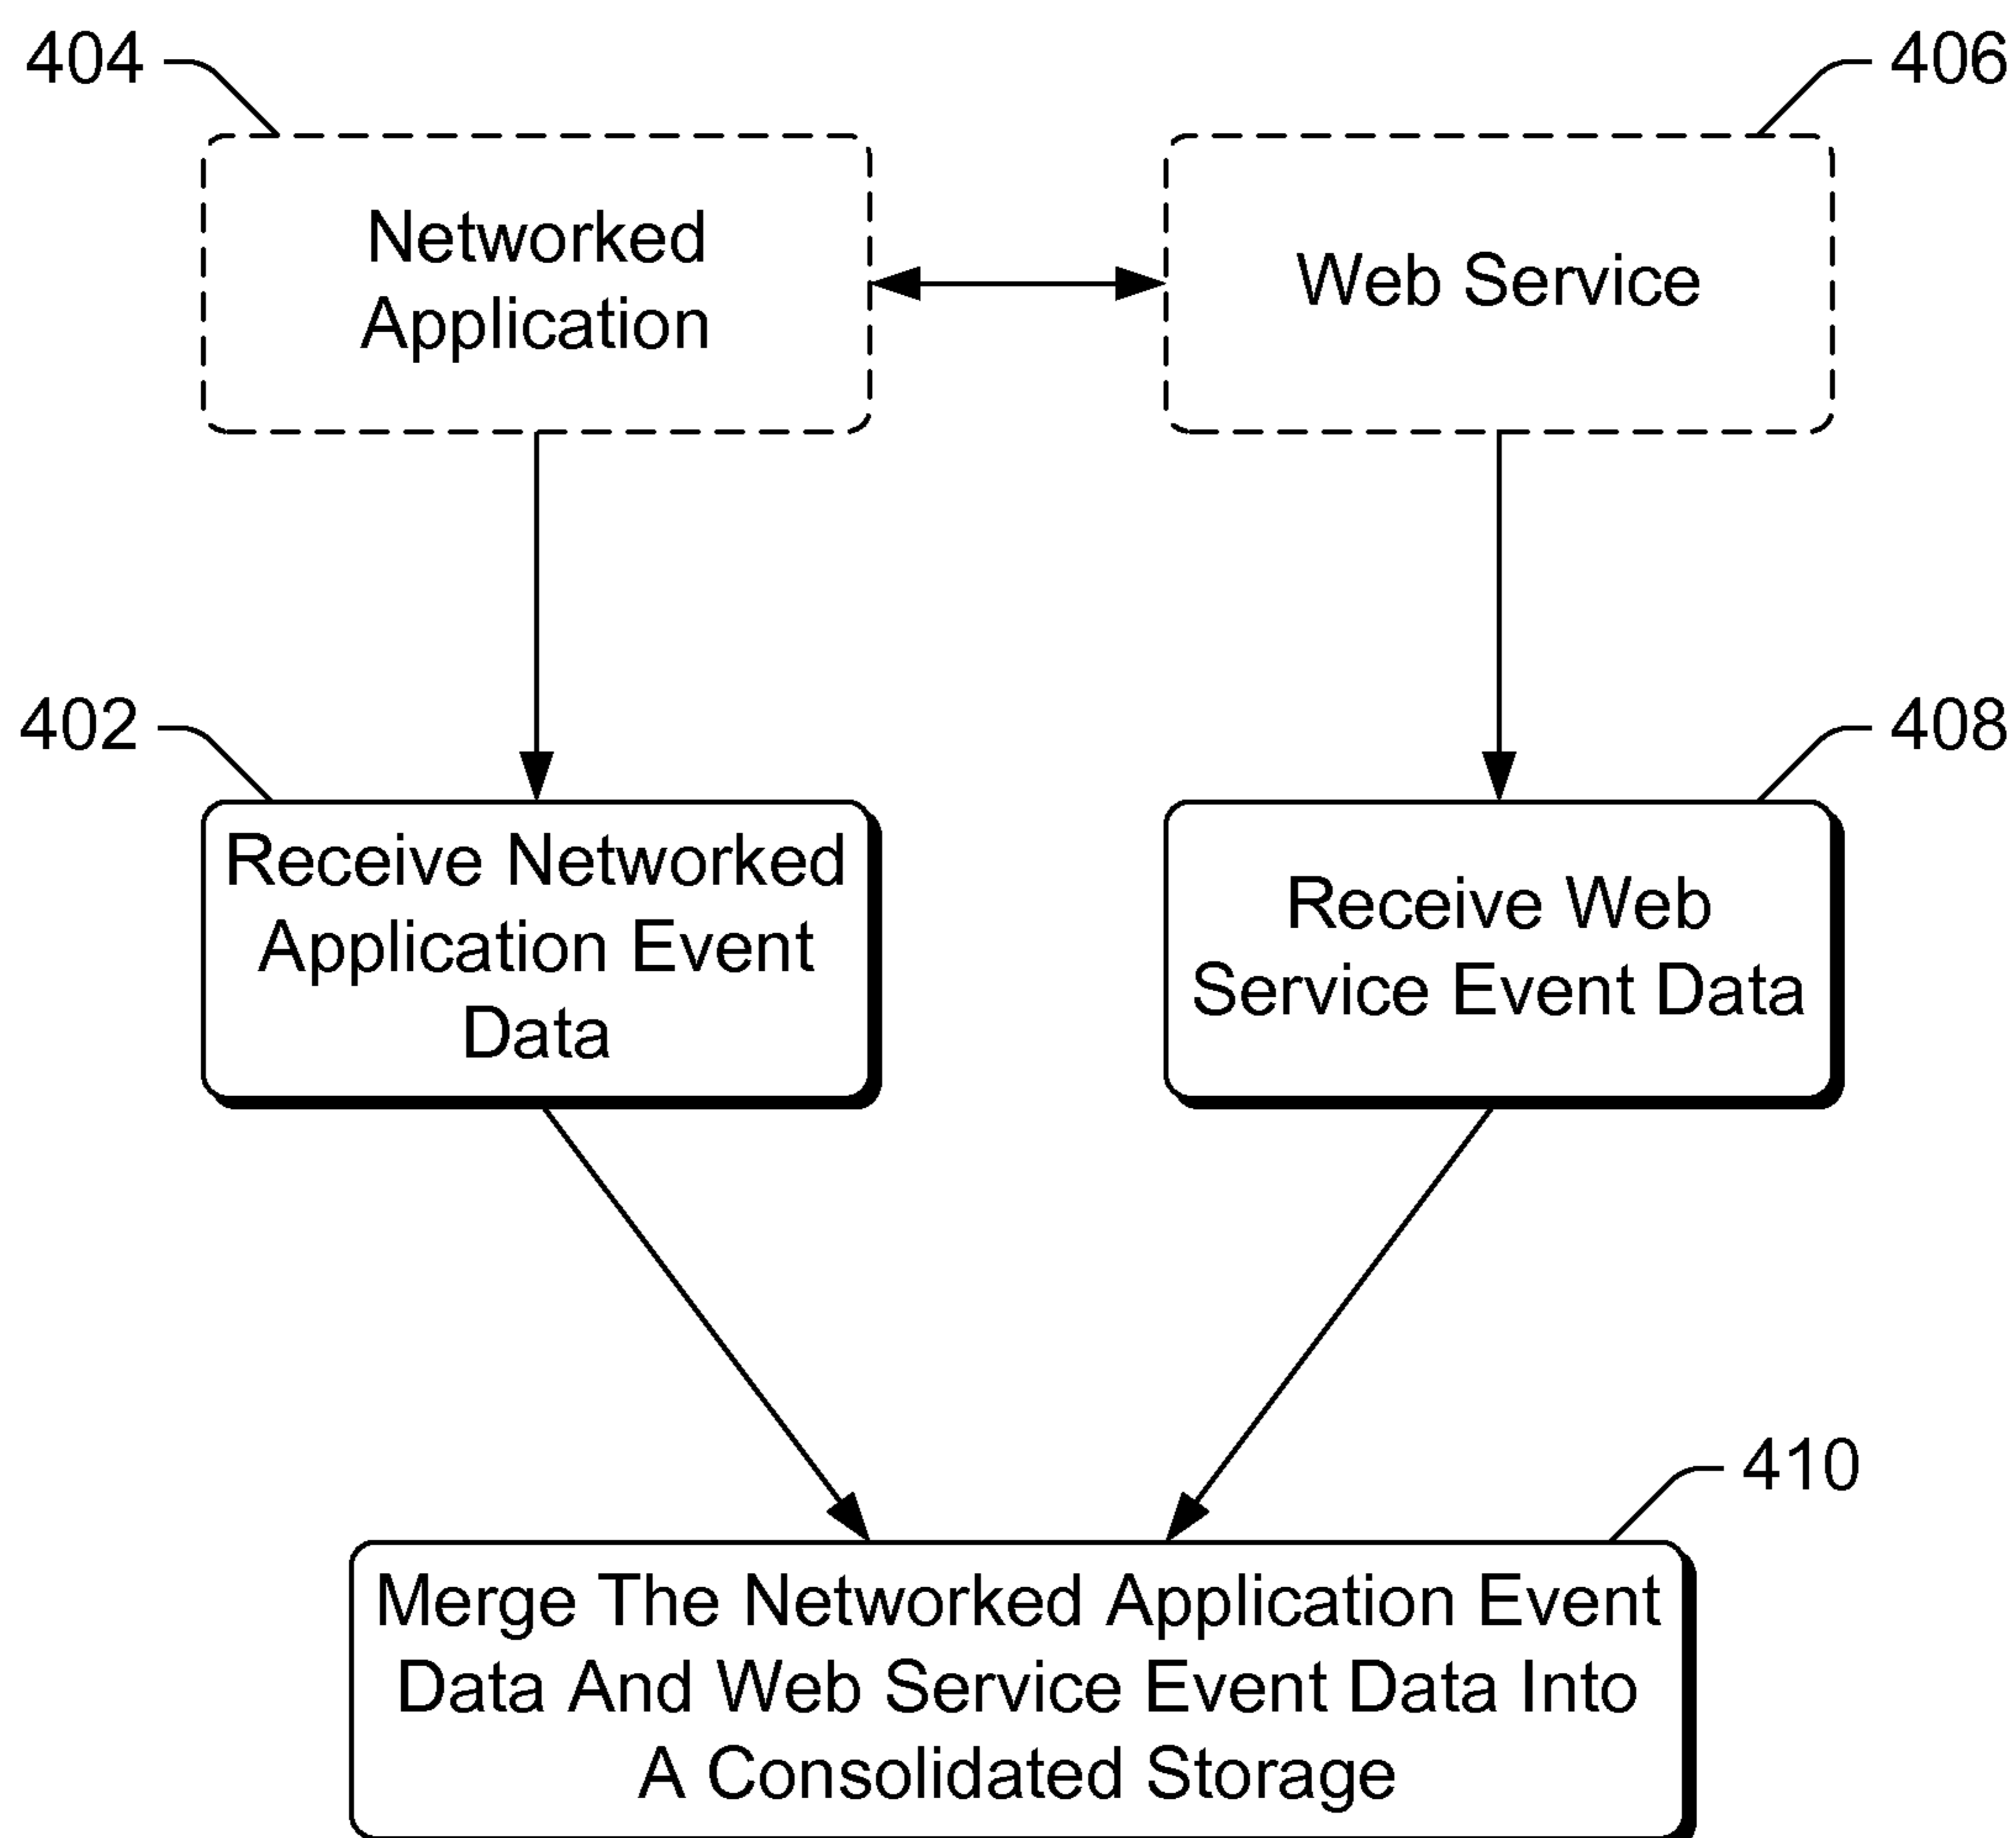 404
406
Networked
Application
Web Service
402
408
Receive Networked
Application Event
Data
Receive Web
Service Event Data
410
Merge The Networked Application Event
Data And Web Service Event Data Into
A Consolidated Storage